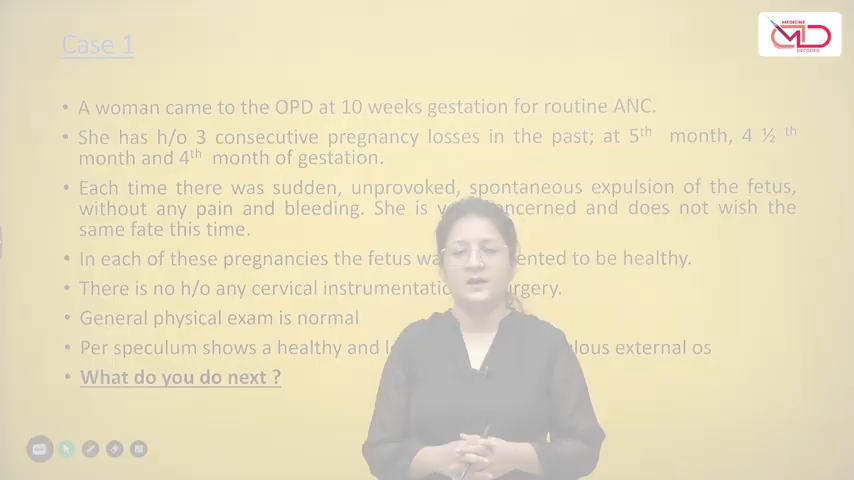 MEDICINE
DECODED
Case 1
• A woman came to the OPD at 10 weeks gestation for routine ANC.
• She has h/o 3 consecutive pregnancy losses in the past; at 5th month, 4 ½ th
month and 4th month of gestation.
• Each time there was sudden, unprovoked, spontaneous expulsion of the fetus,
without any pain and bleeding. She is concerned and does not wish the
same fate this time.
• In each of these pregnancies the fetus to be healthy.
• There is no h/o any cervical
• General physical exam is normal
• Per speculum shows a healthy and external os
• What do you do next ?